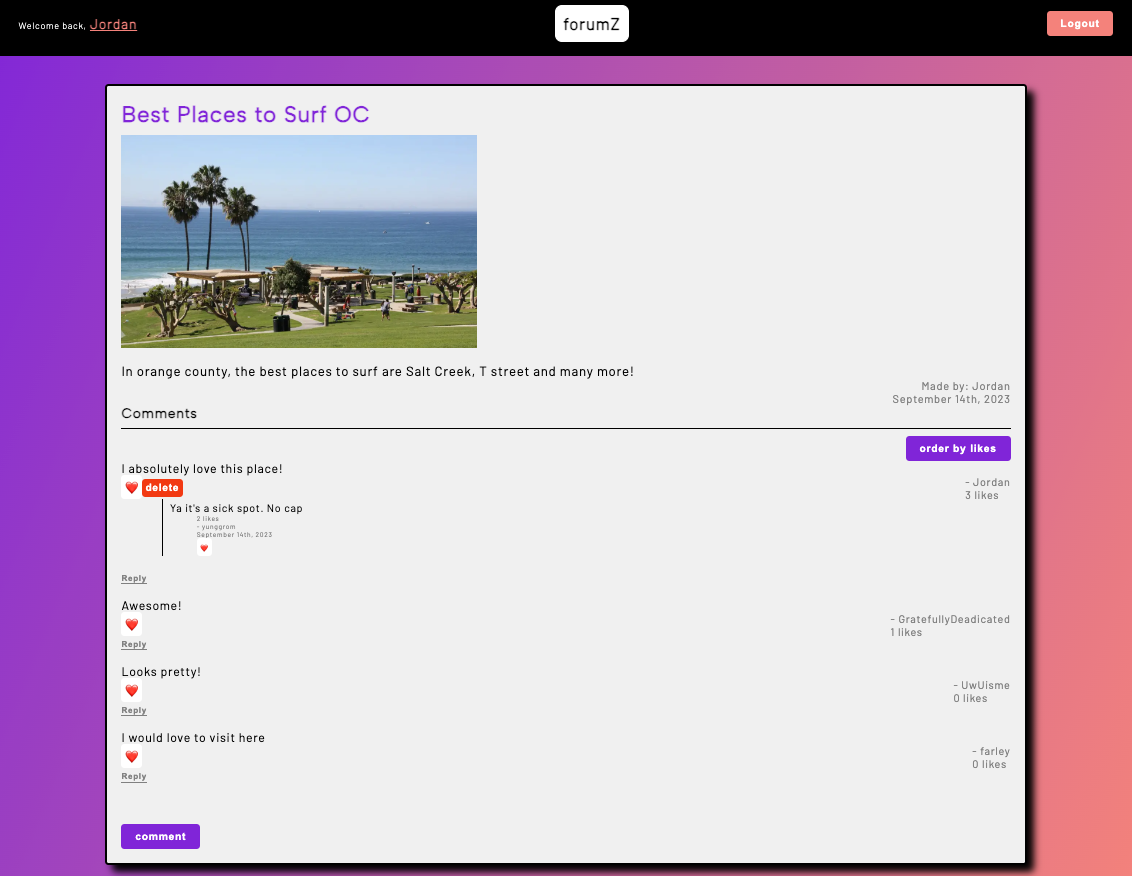 Welcome back, Jordan
forumZ
Logout
Best Places to Surf OC
In orange county, the best places to surf are Salt Creek, T street and many more!
Made by: Jordan
September 14th, 2023
Comments
order by likes
I absolutely love this place!
delete
- Jordan
3 likes
Ya it's a sick spot. No cap
2 likes
- yunggrom
September 14th, 2023
Reply
Awesome!
- GratefullyDeadicated
1 likes
Reply
Looks pretty!
- UwUisme
0 likes
Reply
I would love to visit here
- farley
0 likes
Reply
comment